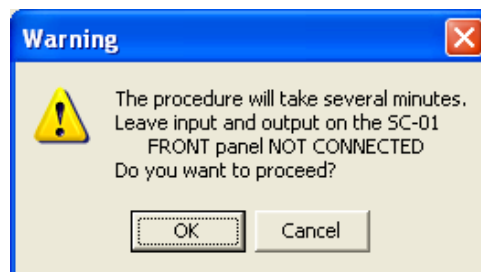 Warning
The procedure will take several minutes.
Leave input and output on the SC-01
FRONT panel NOT CONNECTED
Do you want to proceed?
OK
Cancel